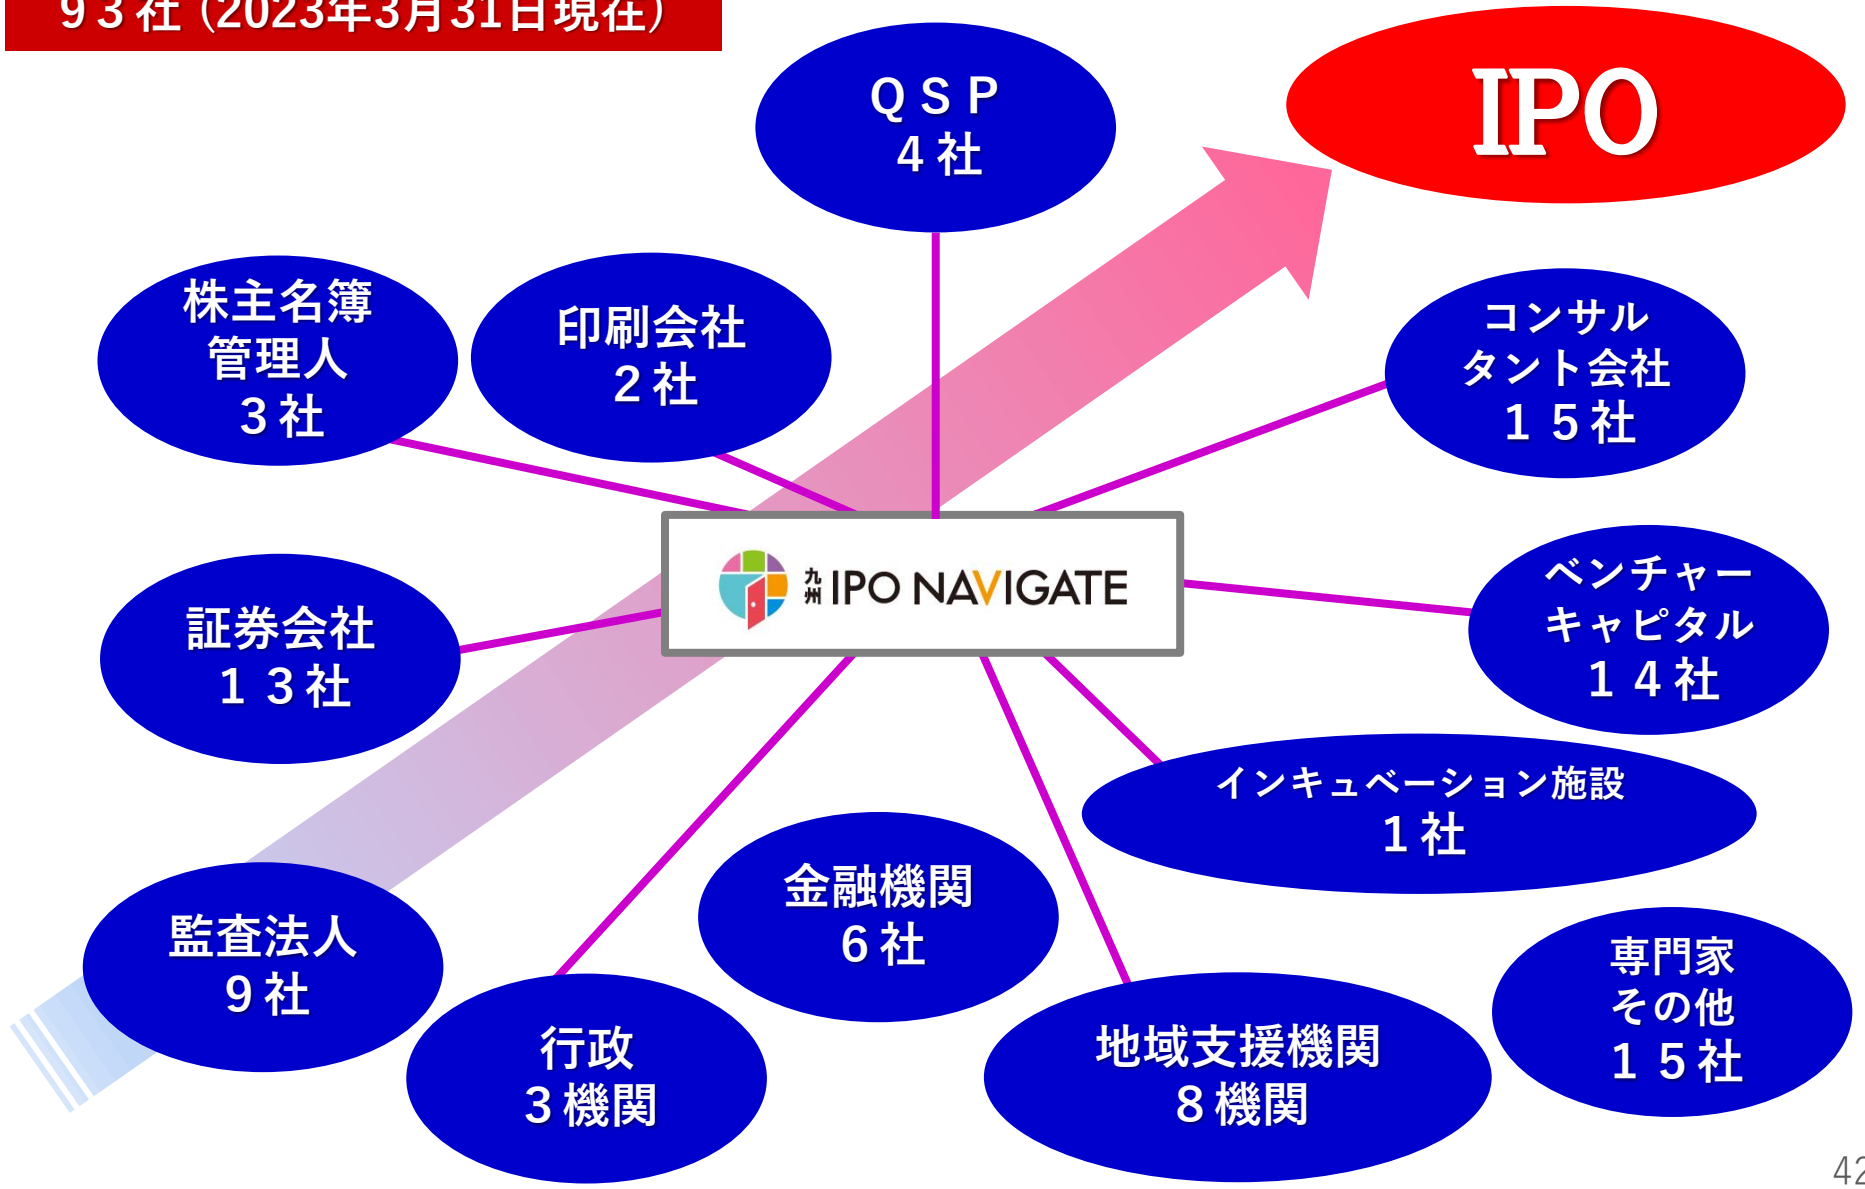 ９３社（2023年3月31日現在）
ＱＳＰ
４社
IPO
株主名簿
管理人
３社
印刷会社
２社
コンサル
タント会社
１５社
九州 IPO NAVIGATE
証券会社
１３社
ベンチャー
キャピタル
１４社
インキュベーション施設
１社
金融機関
６社
監査法人
９社
専門家
その他
１５社
行政
３機関
地域支援機関
８機関
42